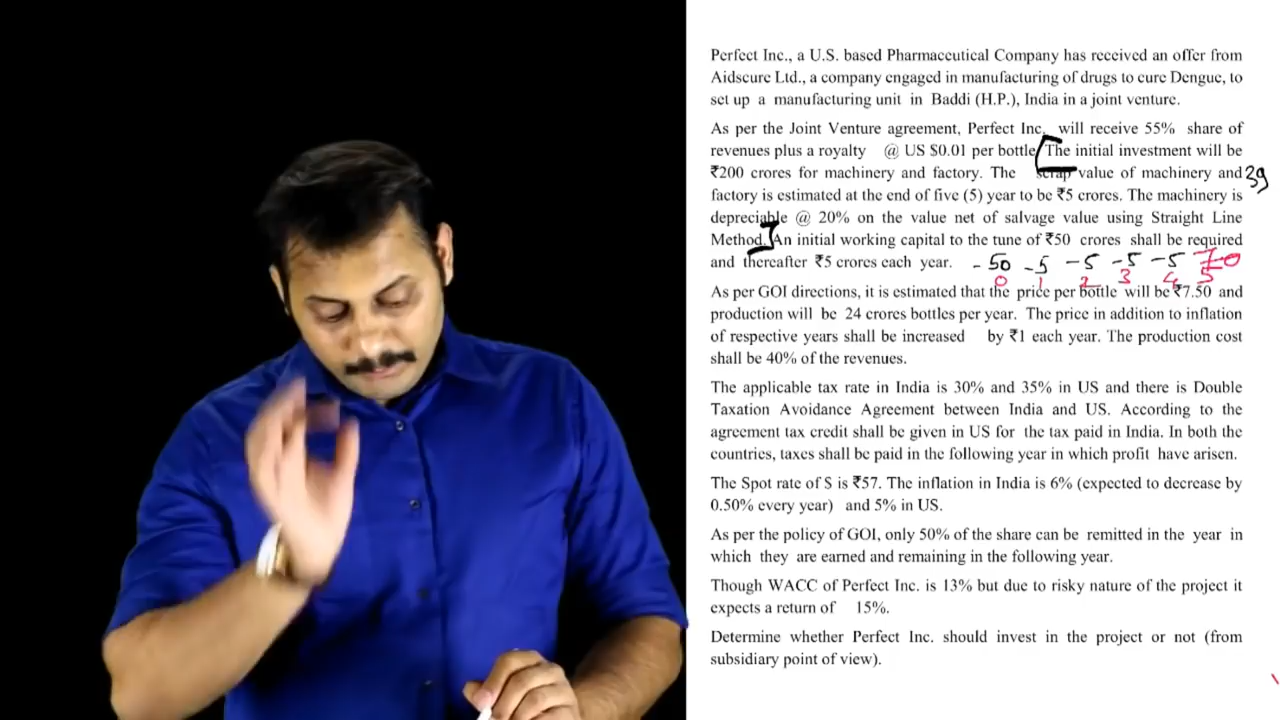 Perfect Inc., a U.S. based Pharmaceutical Company has received an offer from
Aidscure Ltd., a company engaged in manufacturing of drugs to cure Dengue, to
set up a manufacturing unit in Baddi (H.P.), India in a joint venture.
As per the Joint Venture agreement, Perfect Inc. will receive 55% share of
revenues plus a royalty @ US $0.01 per bottle. The initial investment will be
₹200 crores for machinery and factory. The scrap value of machinery and 39
factory is estimated at the end of five (5) year to be ₹5 crores. The machinery is
depreciable @ 20% on the value net of salvage value using Straight Line
Method. An initial working capital to the tune of ₹50 crores shall be required
and thereafter ₹5 crores each year. - 50 - 5 - 5 - 5 - 5 70
0 1 2 3 4 5
As per GOI directions, it is estimated that the price per bottle will be ₹7.50 and
production will be 24 crores bottles per year. The price in addition to inflation
of respective years shall be increased by ₹1 each year. The production cost
shall be 40% of the revenues.
The applicable tax rate in India is 30% and 35% in US and there is Double
Taxation Avoidance Agreement between India and US. According to the
agreement tax credit shall be given in US for the tax paid in India. In both the
countries, taxes shall be paid in the following year in which profit have arisen.
The Spot rate of $ is ₹57. The inflation in India is 6% (expected to decrease by
0.50% every year) and 5% in US.
As per the policy of GOI, only 50% of the share can be remitted in the year in
which they are earned and remaining in the following year.
Though WACC of Perfect Inc. is 13% but due to risky nature of the project it
expects a return of 15%.
Determine whether Perfect Inc. should invest in the project or not (from
subsidiary point of view).